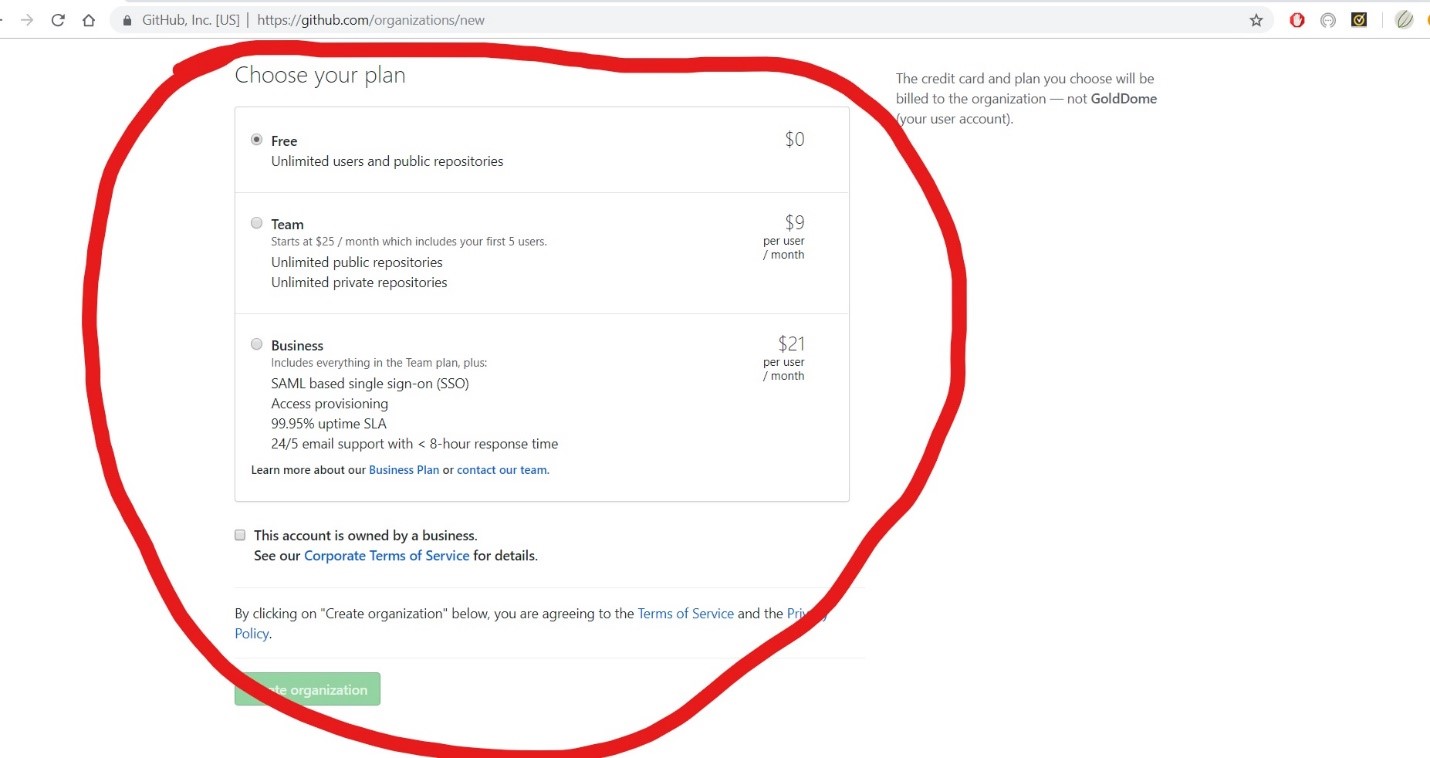 GitHub, Inc. [US] | https://github.com/organizations/new
Choose your plan
Free
$0
Unlimited users and public repositories
Team
$9
Starts at $25 / month which includes your first 5 users.
per user
/ month
Unlimited public repositories
Unlimited private repositories
Business
$21
Includes everything in the Team plan, plus:
per user
/ month
SAML based single sign-on (SSO)
Access provisioning
99.95% uptime SLA
24/5 email support with < 8-hour response time
Learn more about our Business Plan or contact our team.
This account is owned by a business.
See our Corporate Terms of Service for details.
By clicking on "Create organization" below, you are agreeing to the Terms of Service and the Privacy
Policy.
organization
The credit card and plan you choose will be
billed to the organization — not GoldDome
(your user account).